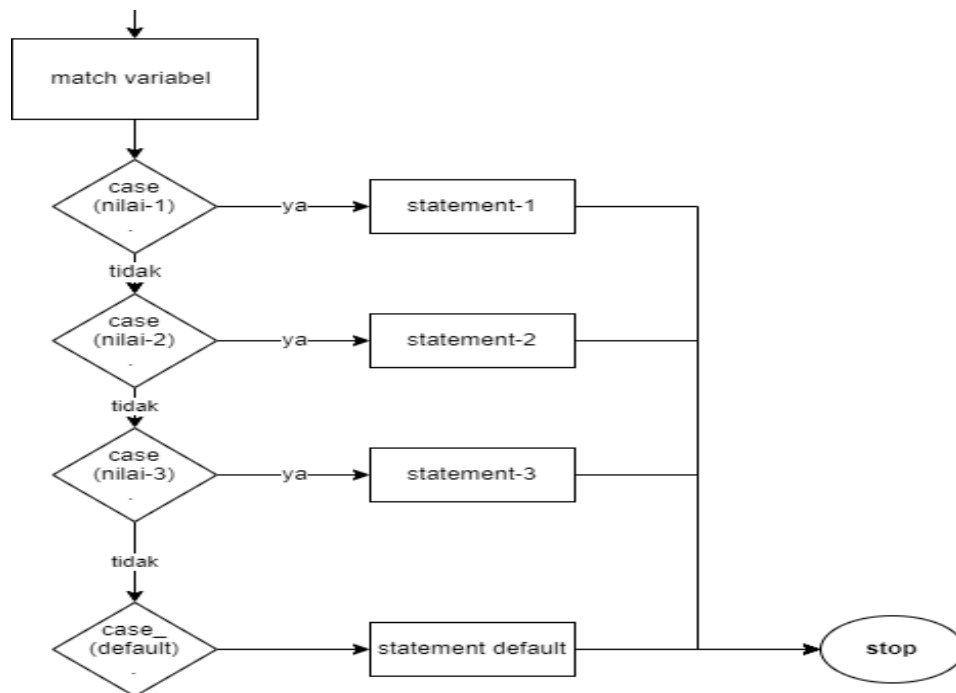 match variabel
case
(nilai-1)
.
ya
statement-1
tidak
case
(nilai-2)
.
ya
statement-2
tidak
case
(nilai-3)
.
ya
statement-3
tidak
case_
(default)
.
statement default
stop